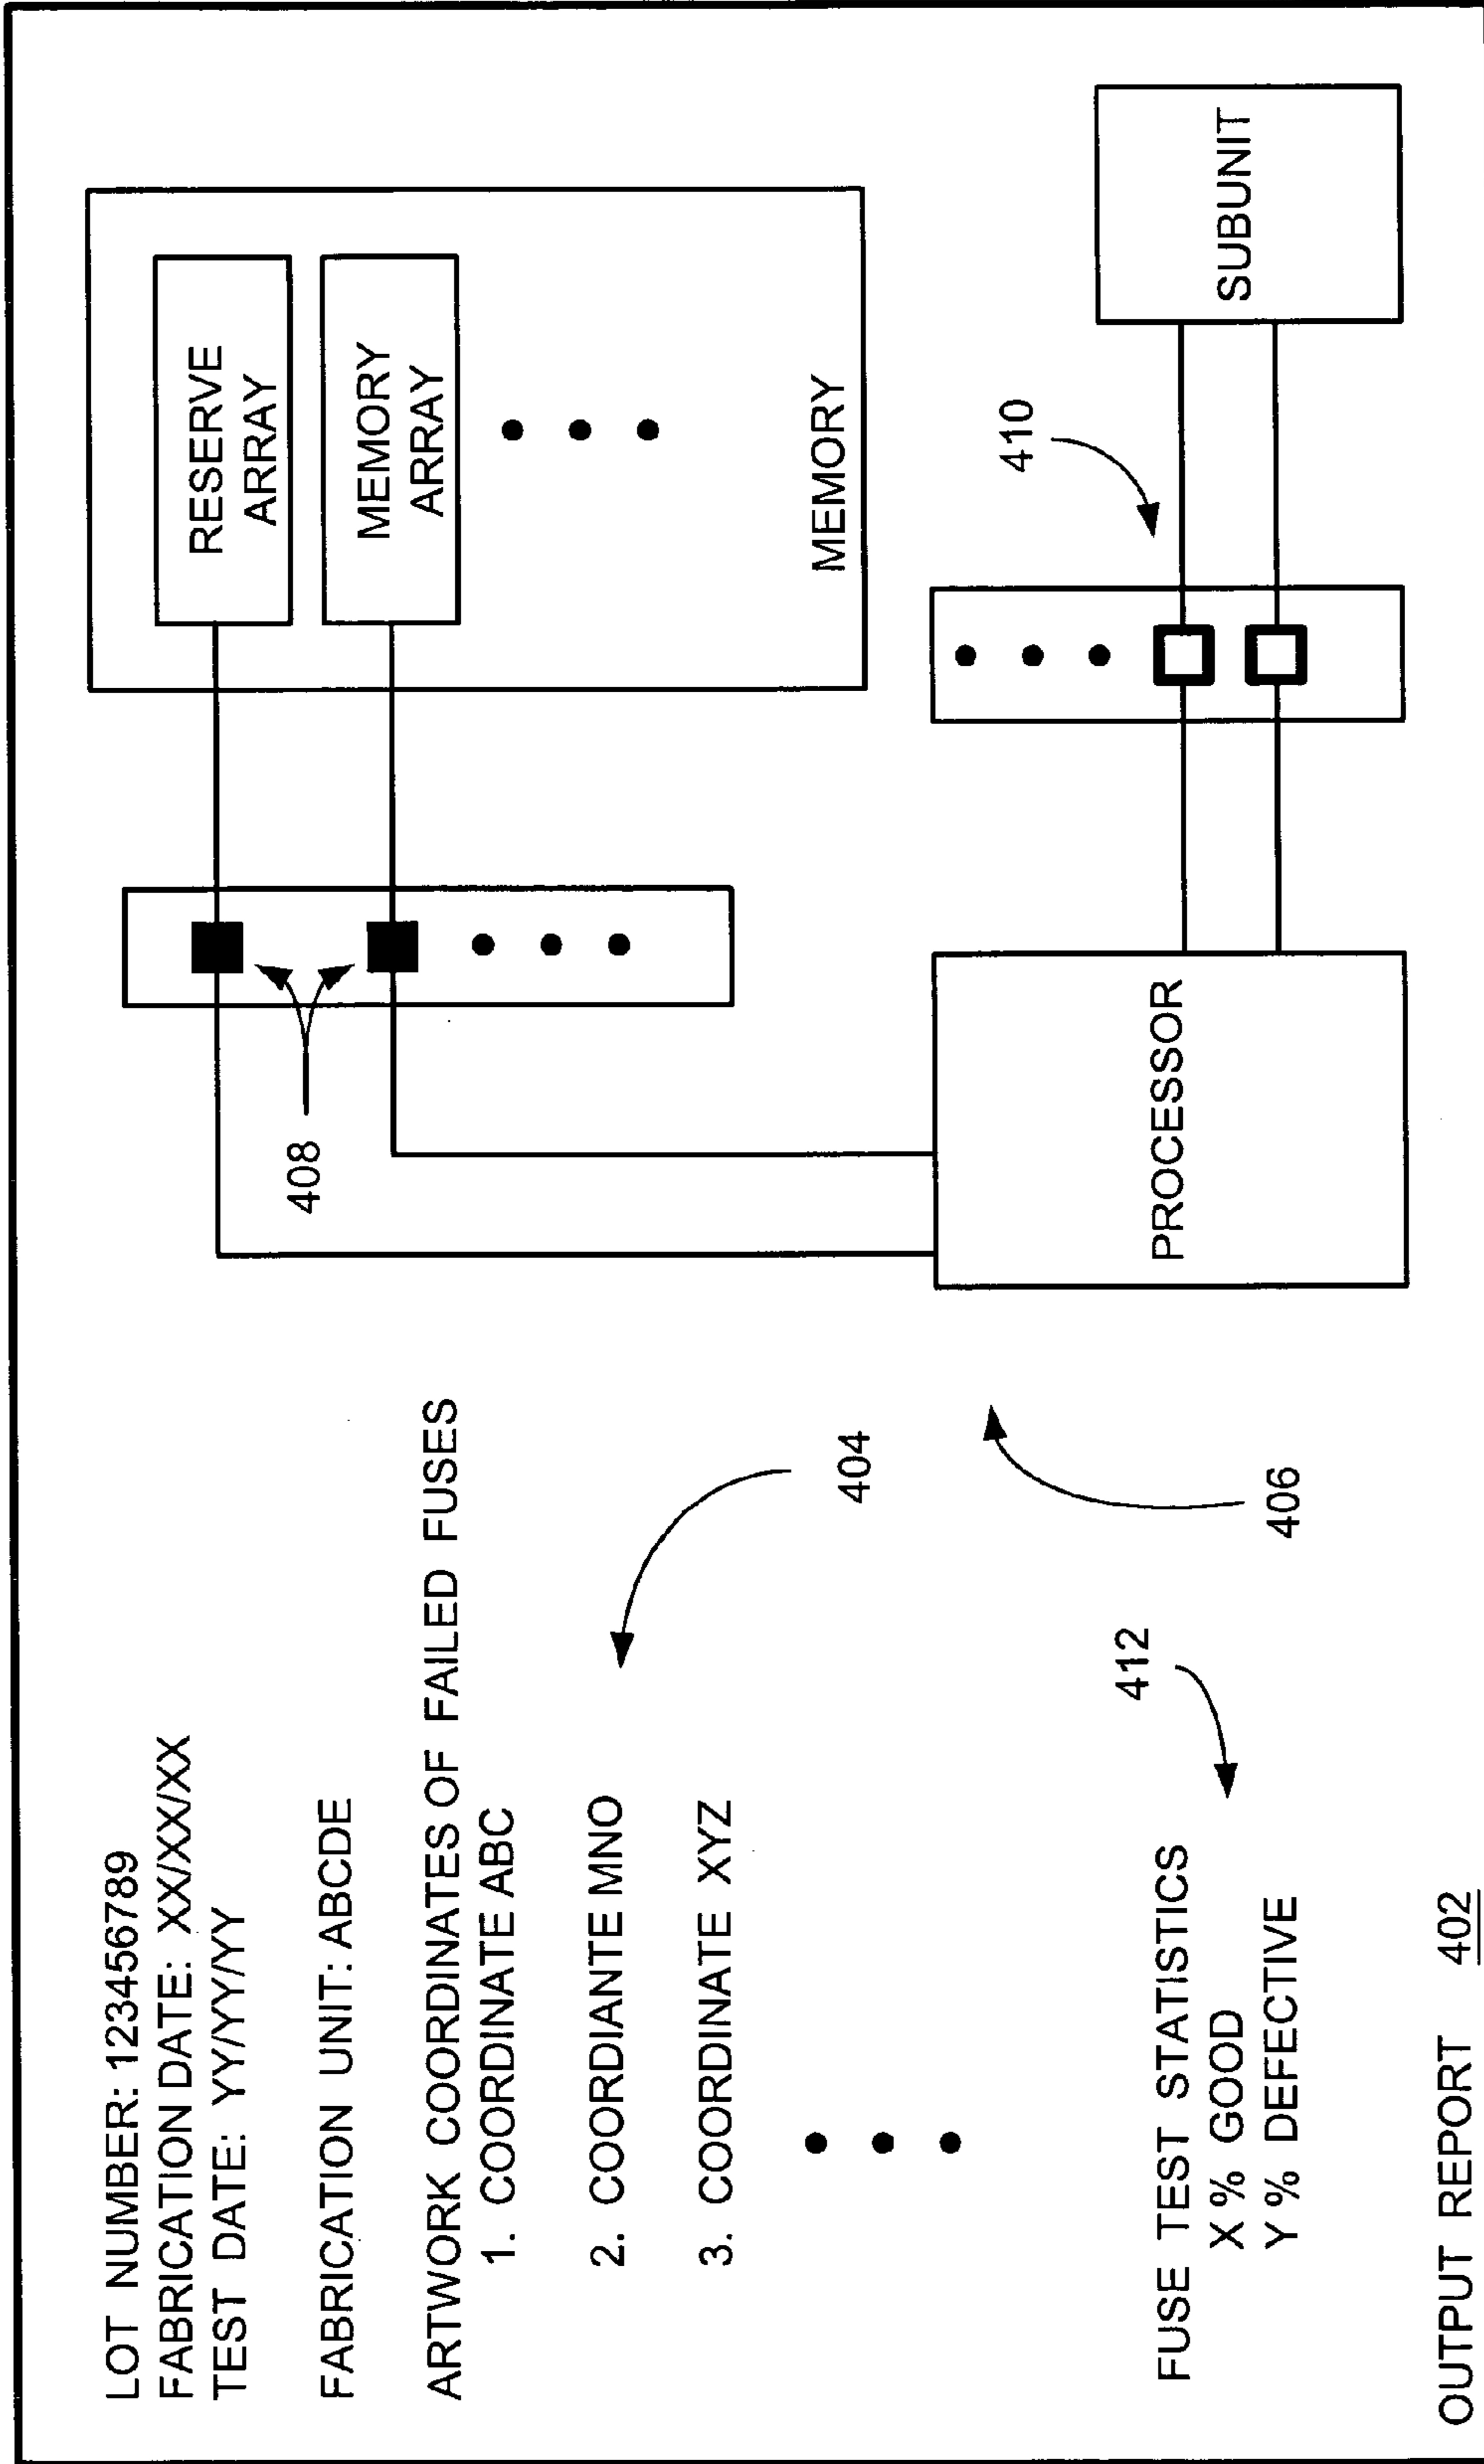 LOT NUMBER: 123456789
FABRICATION DATE: XX/XX/XX
TEST DATE: YY/YY/YY
FABRICATION UNIT: ABCDE
ARTWORK COORDINATES OF FAILED FUSES
1. COORDINATE ABC
2. COORDIANTE MNO
3. COORDINATE XYZ
404
406
412
FUSE TEST STATISTICS
X % GOOD
Y % DEFECTIVE
OUTPUT REPORT 402
408
RESERVE
ARRAY
MEMORY
ARRAY
MEMORY
410
PROCESSOR
SUBUNIT